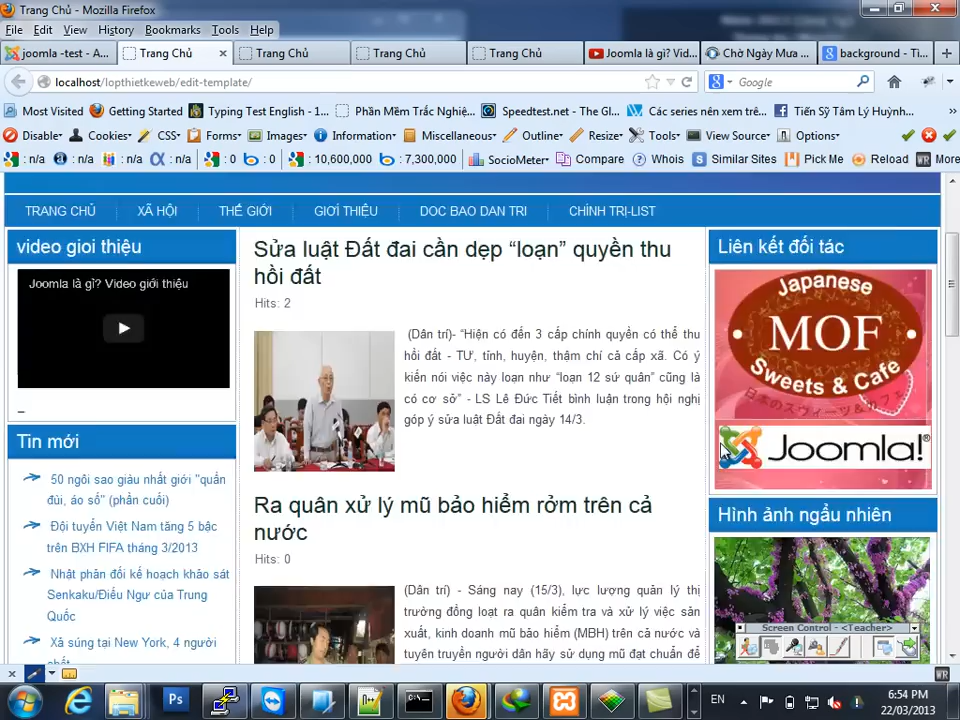 Trang Chủ - Mozilla Firefox
File Edit View History Bookmarks Tools Help
joomla -test - A...
Trang Chủ
Trang Chủ
Trang Chủ
Trang Chủ
Joomla là gì? Vid...
Chờ Ngày Mưa ...
background - Ti...
localhost/lopthietkeweb/edit-template/
Google
Most Visited Getting Started Typing Test English - 1... Phần Mềm Trắc Nghiệ... Speedtest.net - The Gl... Các series nên xem trê... Tiến Sỹ Tâm Lý Huỳnh...
Disable Cookies CSS Forms Images Information Miscellaneous Outline Resize Tools View Source Options
: n/a : n/a : n/a : n/a : 0 : 0 : 10,600,000 : 7,300,000 SocioMeter Compare Whois Similar Sites Pick Me Reload More
TRANG CHỦ XÃ HỘI THẾ GIỚI GIƠÍ THIỆU DOC BAO DAN TRI CHÍNH TRỊ-LIST
video gioi thiệu
Joomla là gì? Video giới thiệu
Tin mới
50 ngôi sao giàu nhất giới "quần
đùi, áo số" (phần cuối)
Đội tuyển Việt Nam tăng 5 bậc
trên BXH FIFA tháng 3/2013
Nhật phản đối kế hoạch khảo sát
Senkaku/Điếu Ngư của Trung
Quốc
Xả súng tại New York, 4 người
Sửa luật Đất đai cần dẹp “loạn” quyền thu
hồi đất
Hits: 2
(Dân trí)- “Hiện có đến 3 cấp chính quyền có thể thu
hồi đất - TƯ, tỉnh, huyện, thậm chí cả cấp xã. Có ý
kiến nói việc này loạn như “loạn 12 sứ quân” cũng là
có cơ sở” - LS Lê Đức Tiết bình luận trong hội nghị
góp ý sửa luật Đất đai ngày 14/3.
Ra quân xử lý mũ bảo hiểm rởm trên cả
nước
Hits: 0
(Dân trí) - Sáng nay (15/3), lực lượng quản lý thị
trường đồng loạt ra quân kiểm tra và xử lý việc sản
xuất, kinh doanh mũ bảo hiểm (MBH) trên cả nước và
tuyên truyền người dân hãy sử dụng mũ đạt chuẩn để
Liên kết đối tác
Japanese
MOF
Sweets & Cafe
日本のスヴィーツ&カフェ
Joomla!®
Hình ảnh ngẩu nhiên
Screen Control - <Teacher>
EN
6:54 PM
22/03/2013